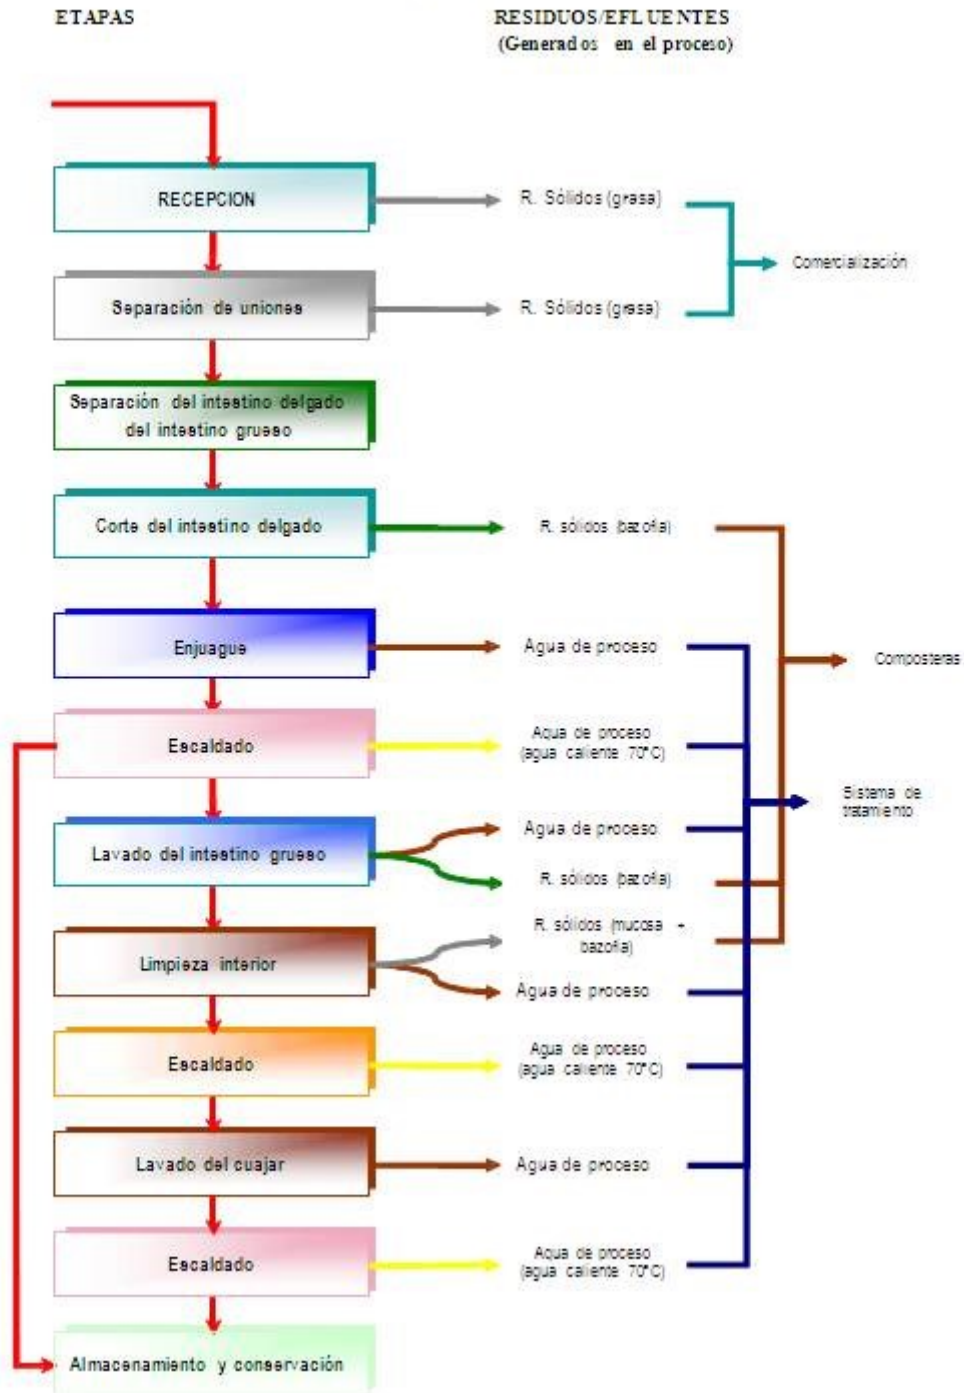 ETAPAS
RESIDUOS/EFLUENTES
(Generados en el proceso)
RECEPCION
R. Sólidos (grasa)
Comercialización
Separación de uniones
R. Sólidos (grasa)
Separación del intestino delgado
del intestino grueso
Corte del intestino delgado
R. sólidos (bazofia)
Enjuague
Agua de proceso
Composteras
Escaldado
Aqua de proceso
(agua caliente 70°C)
Sistema de
tratamiento
Lavado del intestino grueso
Agua de proceso
R. sólidos (bazofia)
Limpieza interior
R. sólidos (mucosa +
bazofia)
Agua de proceso
Escaldado
Agua de proceso
(agua caliente 70°C)
Lavado del cuajar
Agua de proceso
Escaldado
Aqua de proceso
(agua caliente 70°C)
Almacenamiento y conservación